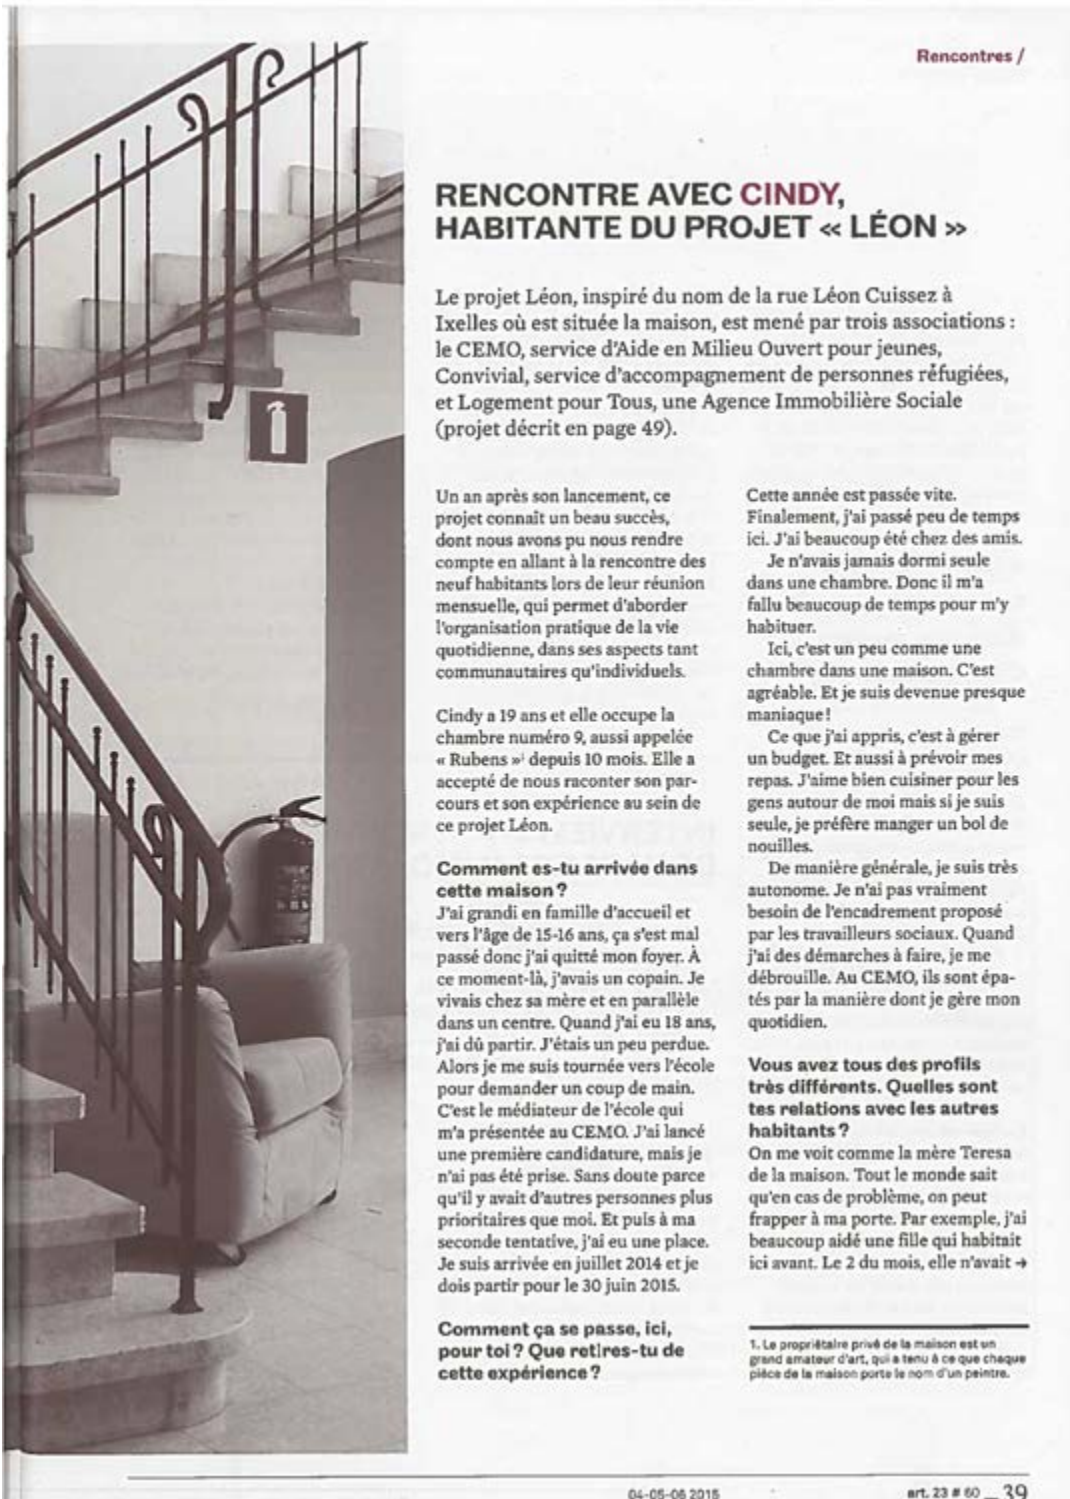 Rencontres /
RENCONTRE AVEC CINDY,
HABITANTE DU PROJET « LÉON »
Le projet Léon, inspiré du nom de la rue Léon Cuissez à
Ixelles où est située la maison, est mené par trois associations :
le CEMO, service d'Aide en Milieu Ouvert pour jeunes,
Convivial, service d'accompagnement de personnes réfugiées,
et Logement pour Tous, une Agence Immobilière Sociale
(projet décrit en page 49).
Un an après son lancement, ce
projet connaît un beau succès,
dont nous avons pu nous rendre
compte en allant à la rencontre des
neuf habitants lors de leur réunion
mensuelle, qui permet d'aborder
l'organisation pratique de la vie
quotidienne, dans ses aspects tant
communautaires qu'individuels.
Cindy a 19 ans et elle occupe la
chambre numéro 9, aussi appelée
« Rubens »¹ depuis 10 mois. Elle a
accepté de nous raconter son par-
cours et son expérience au sein de
ce projet Léon.
Comment es-tu arrivée dans
cette maison ?
J'ai grandi en famille d'accueil et
vers l'âge de 15-16 ans, ça s'est mal
passé donc j'ai quitté mon foyer. À
ce moment-là, j'avais un copain. Je
vivais chez sa mère et en parallèle
dans un centre. Quand j'ai eu 18 ans,
j'ai dû partir. J'étais un peu perdue.
Alors je me suis tournée vers l'école
pour demander un coup de main.
C'est le médiateur de l'école qui
m'a présentée au CEMO. J'ai lancé
une première candidature, mais je
n'ai pas été prise. Sans doute parce
qu'il y avait d'autres personnes plus
prioritaires que moi. Et puis à ma
seconde tentative, j'ai eu une place.
Je suis arrivée en juillet 2014 et je
dois partir pour le 30 juin 2015.
Comment ça se passe, ici,
pour toi ? Que retires-tu de
cette expérience ?
Cette année est passée vite.
Finalement, j'ai passé peu de temps
ici. J'ai beaucoup été chez des amis.
Je n'avais jamais dormi seule
dans une chambre. Donc il m'a
fallu beaucoup de temps pour m'y
habituer.
Ici, c'est un peu comme une
chambre dans une maison. C'est
agréable. Et je suis devenue presque
maniaque !
Ce que j'ai appris, c'est à gérer
un budget. Et aussi à prévoir mes
repas. J'aime bien cuisiner pour les
gens autour de moi mais si je suis
seule, je préfère manger un bol de
nouilles.
De manière générale, je suis très
autonome. Je n'ai pas vraiment
besoin de l'encadrement proposé
par les travailleurs sociaux. Quand
j'ai des démarches à faire, je me
débrouille. Au CEMO, ils sont épa-
tés par la manière dont je gère mon
quotidien.
Vous avez tous des profils
très différents. Quelles sont
tes relations avec les autres
habitants ?
On me voit comme la mère Teresa
de la maison. Tout le monde sait
qu'en cas de problème, on peut
frapper à ma porte. Par exemple, j'ai
beaucoup aidé une fille qui habitait
ici avant. Le 2 du mois, elle n'avait →
1. Le propriétaire privé de la maison est un
grand amateur d'art, qui a tenu à ce que chaque
pièce de la maison porte le nom d'un peintre.
04-05-06 2015
art. 23 # 60 _ 39